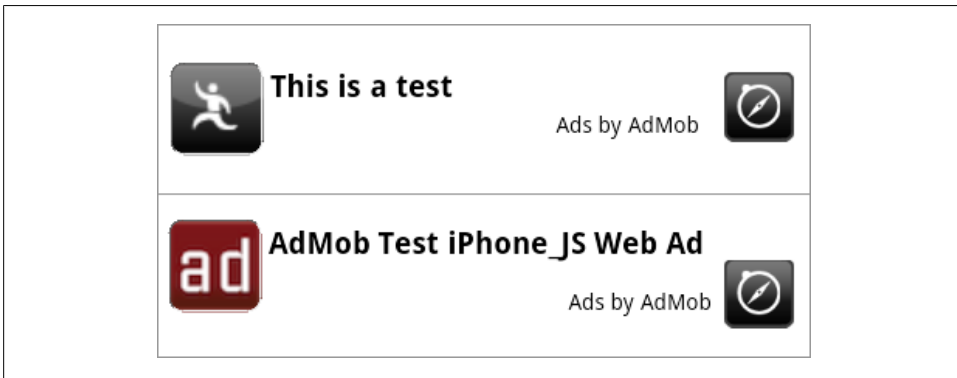 This is a test
Ads by AdMob
ad
AdMob Test iPhone_JS Web Ad
Ads by AdMob